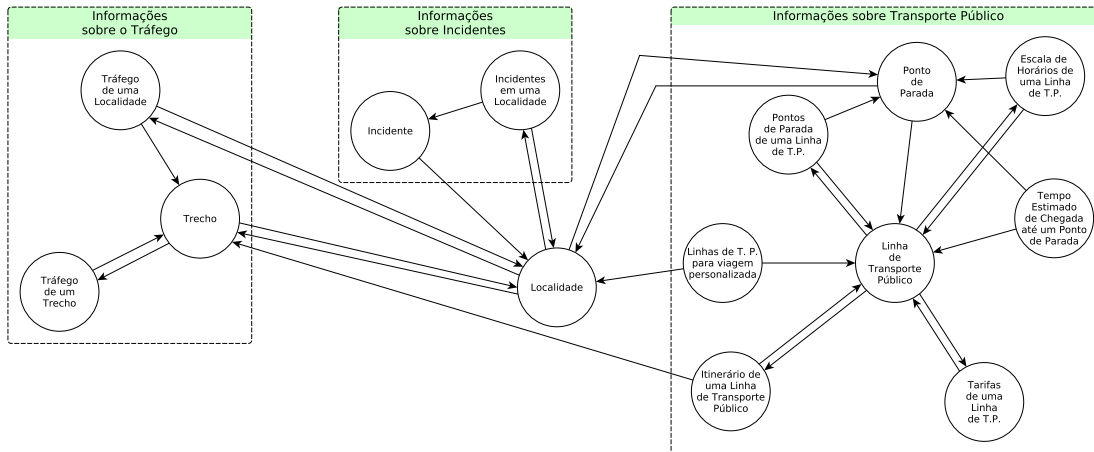 Informações
sobre o Tráfego
Tráfego
de uma
Localidade
Trecho
Tráfego
de um
Trecho
Informações
sobre Incidentes
Incidentes
em uma
Localidade
Incidente
Localidade
Informações sobre Transporte Público
Ponto
de
Parada
Escala de
Horários de
uma Linha
de T.P.
Pontos
de Parada
de uma Linha
de T.P.
Tempo
Estimado
de Chegada
até um Ponto
de Parada
Linhas de T. P.
para viagem
personalizada
Linha
de
Transporte
Público
Itinerário de
uma Linha
de Transporte
Público
Tarifas
de uma
Linha
de T.P.